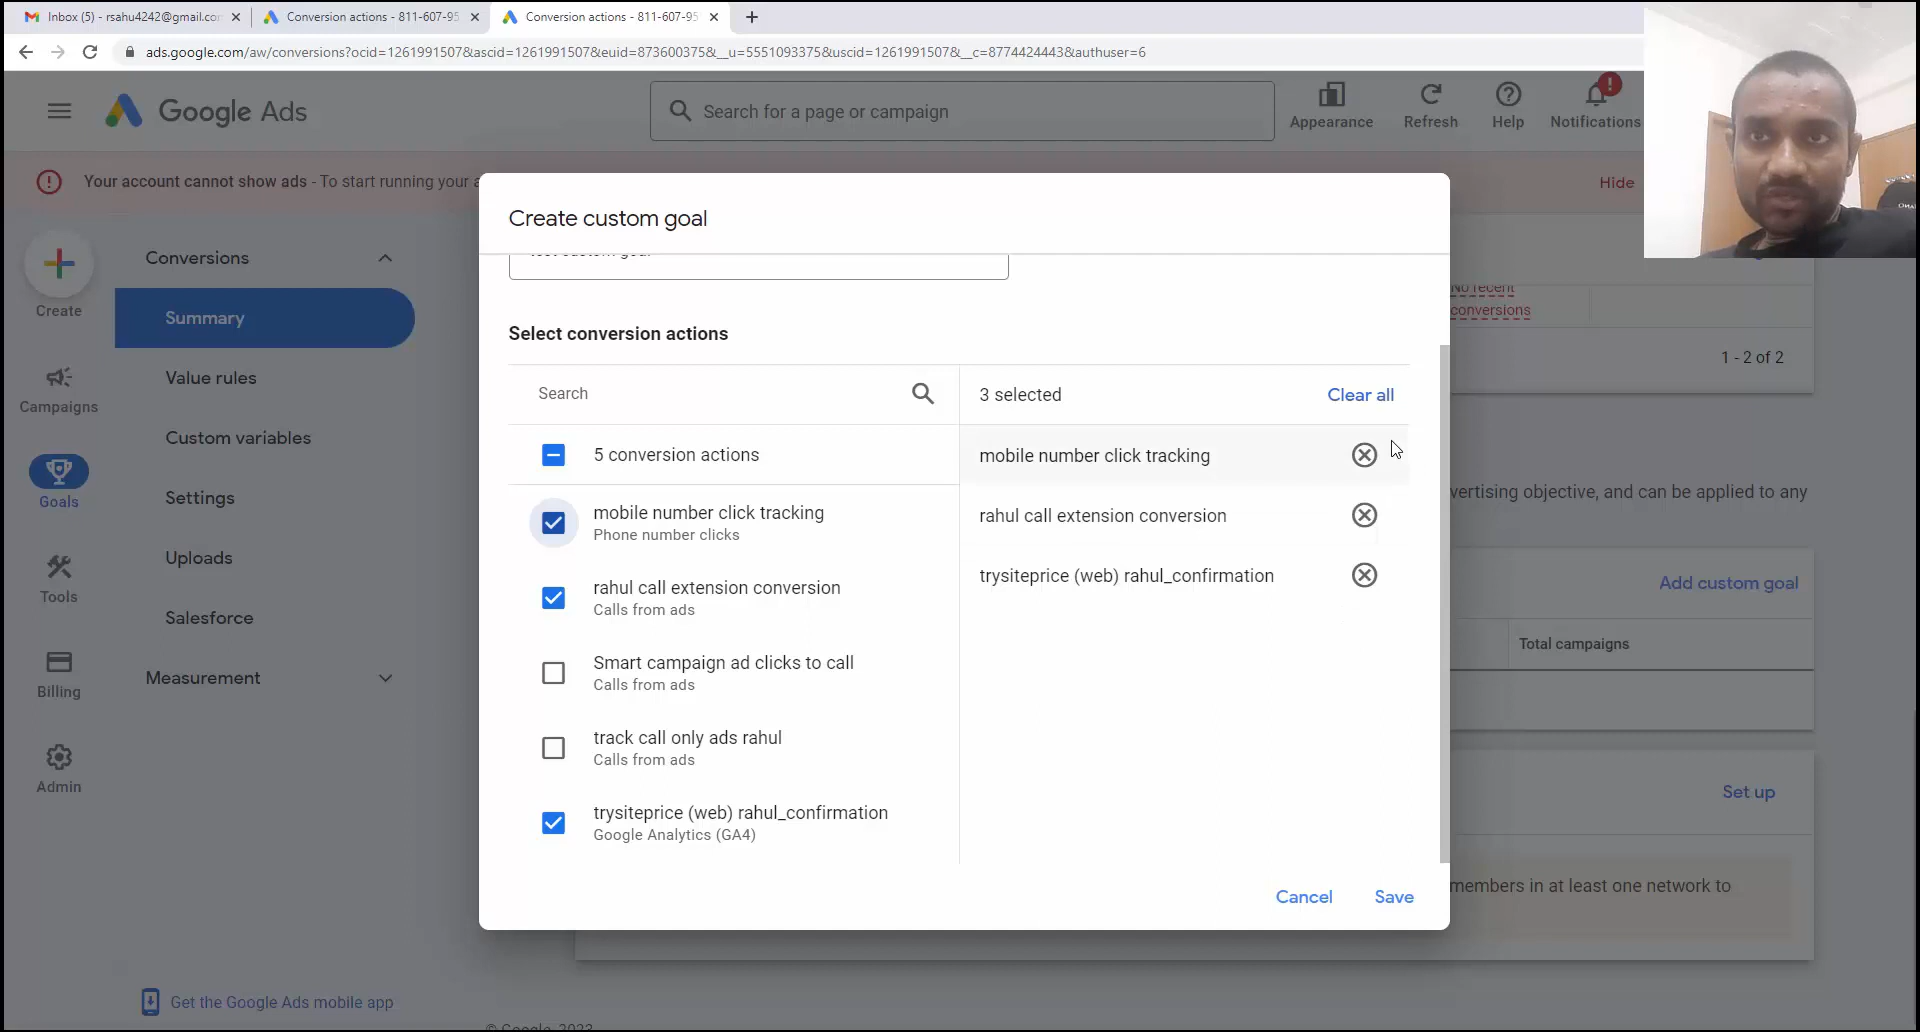 Inbox (5) - rsahu4242@gmail.co
Conversion actions - 811-607-95
Conversion actions - 811-607-95
ads.google.com/aw/conversions?ocid=1261991507&ascid=1261991507&euid=873600375&__u=5551093375&uscid=1261991507&__c=8774424443&authuser=6
Google Ads
Search for a page or campaign
Appearance
Refresh
Help
Notifications
Your account cannot show ads - To start running your a
Hide
Create
Campaigns
Goals
Tools
Billing
Admin
Conversions
Summary
Value rules
Custom variables
Settings
Uploads
Salesforce
Measurement
Get the Google Ads mobile app
Create custom goal
test custom goal
Select conversion actions
Search
3 selected
Clear all
5 conversion actions
mobile number click tracking
Phone number clicks
rahul call extension conversion
Calls from ads
Smart campaign ad clicks to call
Calls from ads
track call only ads rahul
Calls from ads
trysiteprice (web) rahul_confirmation
Google Analytics (GA4)
mobile number click tracking
rahul call extension conversion
trysiteprice (web) rahul_confirmation
Cancel
Save
No recent
conversions
1 - 2 of 2
vertising objective, and can be applied to any
Add custom goal
Total campaigns
Set up
members in at least one network to
© Google, 2023